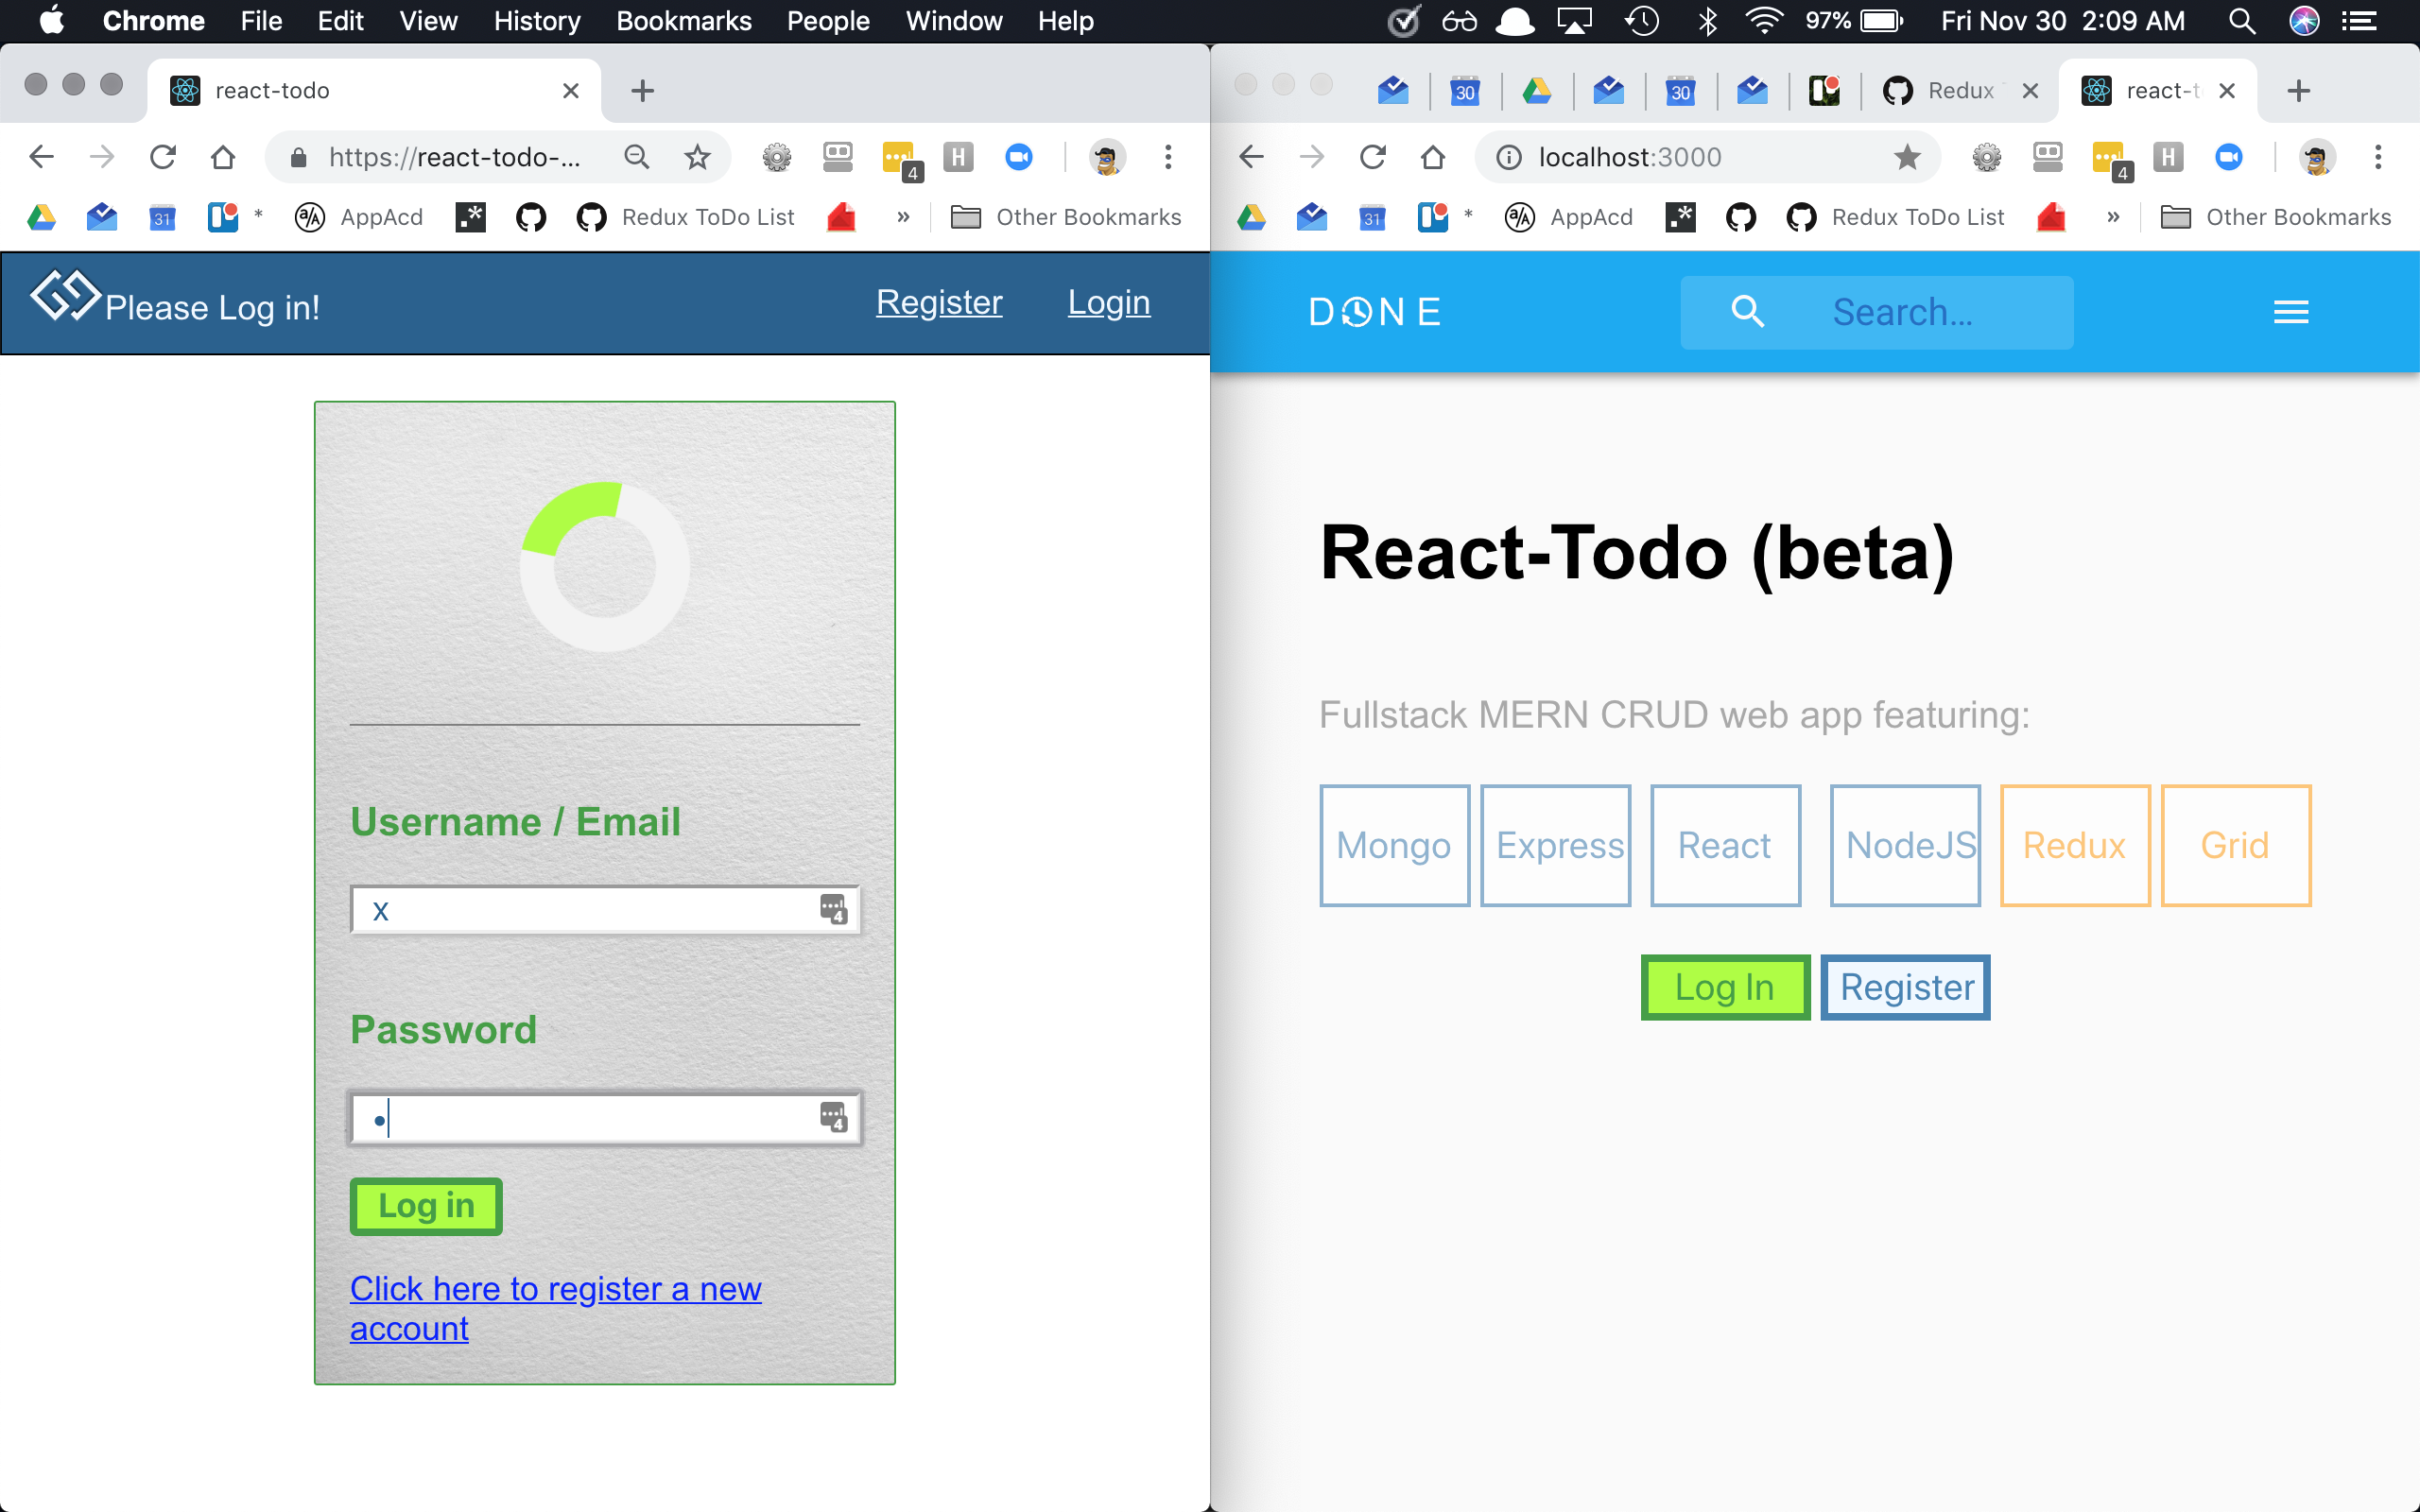 Chrome File Edit View History Bookmarks People Window Help 97% Fri Nov 30 2:09 AM
react-todo
https://react-todo-...
4
H
31
*
AppAcd
Redux ToDo List
»
Other Bookmarks
Please Log in!
Register
Login
Username / Email
x
4
Password
•
4
Log in
Click here to register a new
account
30
30
Redux
react-t
localhost:3000
4
H
31
*
AppAcd
Redux ToDo List
»
Other Bookmarks
DONE
Search...
React-Todo (beta)
Fullstack MERN CRUD web app featuring:
Mongo Express React NodeJS Redux Grid
Log In Register